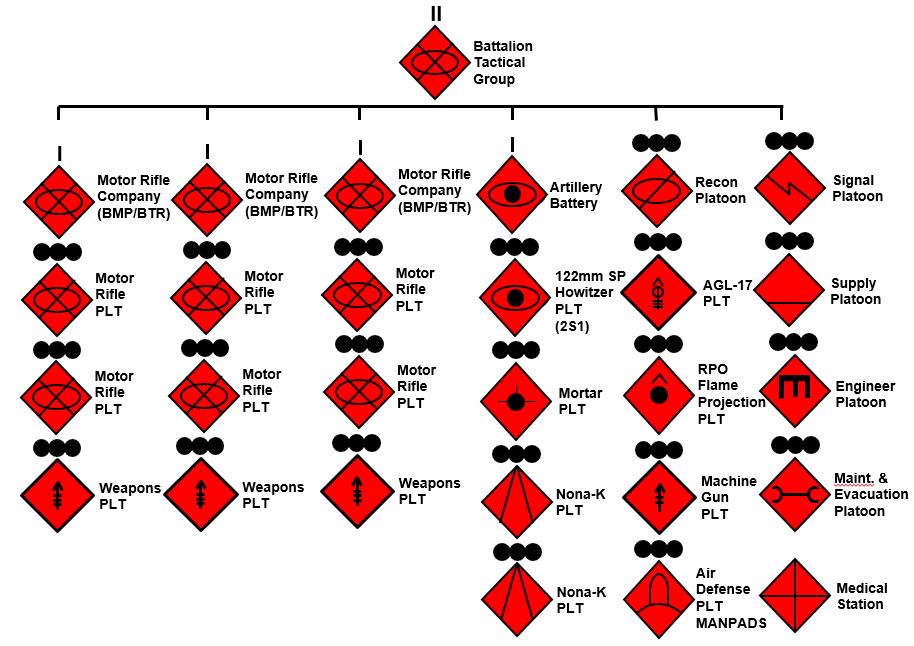 Battalion
Tactical
Group
Motor Rifle
Company
(BMP/BTR)
Motor
Rifle
PLT
Motor
Rifle
PLT
Weapons
PLT
Motor Rifle
Company
(BMP/BTR)
Motor
Rifle
PLT
Motor
Rifle
PLT
Weapons
PLT
Motor Rifle
Company
(BMP/BTR)
Motor
Rifle
PLT
Motor
Rifle
PLT
Weapons
PLT
Artillery
Battery
122mm SP
Howitzer
PLT
(2S1)
Mortar
PLT
Nona-K
PLT
Nona-K
PLT
Recon
Platoon
AGL-17
PLT
RPO
Flame
Projection
PLT
Machine
Gun
PLT
Air
Defense
PLT
MANPADS
Signal
Platoon
Supply
Platoon
Engineer
Platoon
Maint. &
Evacuation
Platoon
Medical
Station